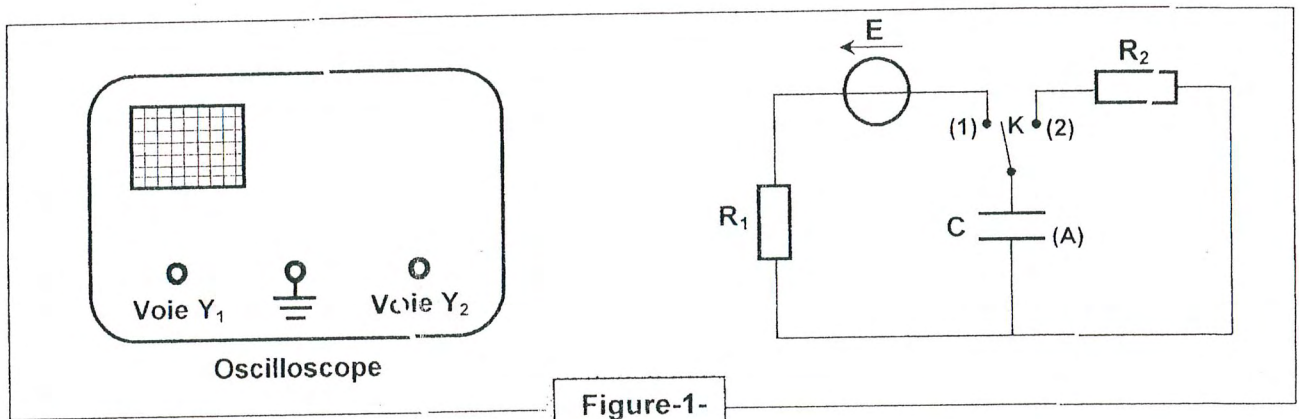 E
R₂
(1) K (2)
R₁
C (A)
Voie Y₁
Voie Y₂
Oscilloscope
Figure-1-